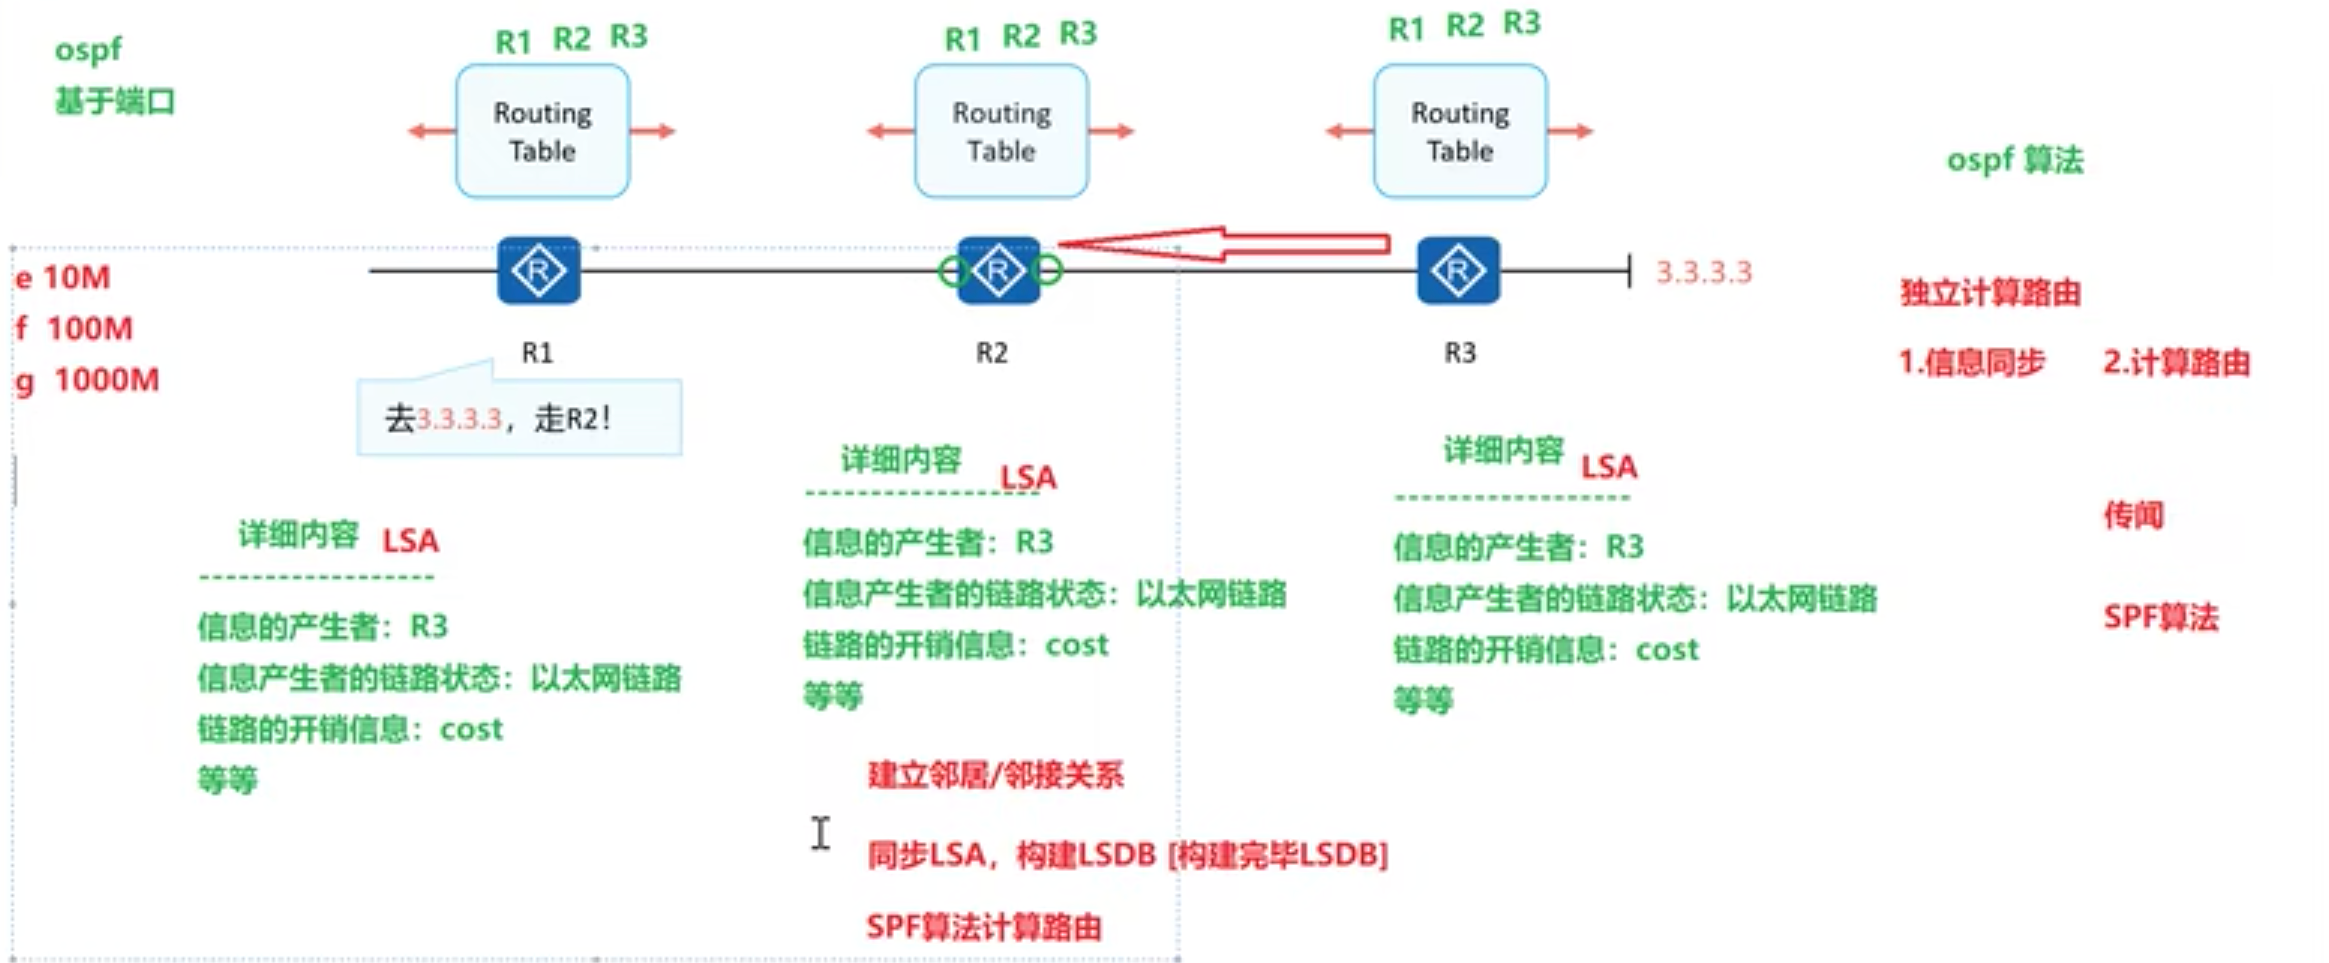 ospf
基于端口
R1 R2 R3
Routing
Table
R1 R2 R3
Routing
Table
R1 R2 R3
Routing
Table
ospf 算法
e 10M
f 100M
g 1000M
R
R
R
3.3.3.3
R1
R2
R3
去3.3.3.3，走R2！
独立计算路由
1.信息同步 2.计算路由
传闻
SPF算法
详细内容 LSA
------------------
信息的产生者：R3
信息产生者的链路状态：以太网链路
链路的开销信息：cost
等等
详细内容 LSA
------------------
信息的产生者：R3
信息产生者的链路状态：以太网链路
链路的开销信息：cost
等等
详细内容 LSA
------------------
信息的产生者：R3
信息产生者的链路状态：以太网链路
链路的开销信息：cost
等等
建立邻居/邻接关系
同步LSA，构建LSDB [构建完毕LSDB]
SPF算法计算路由